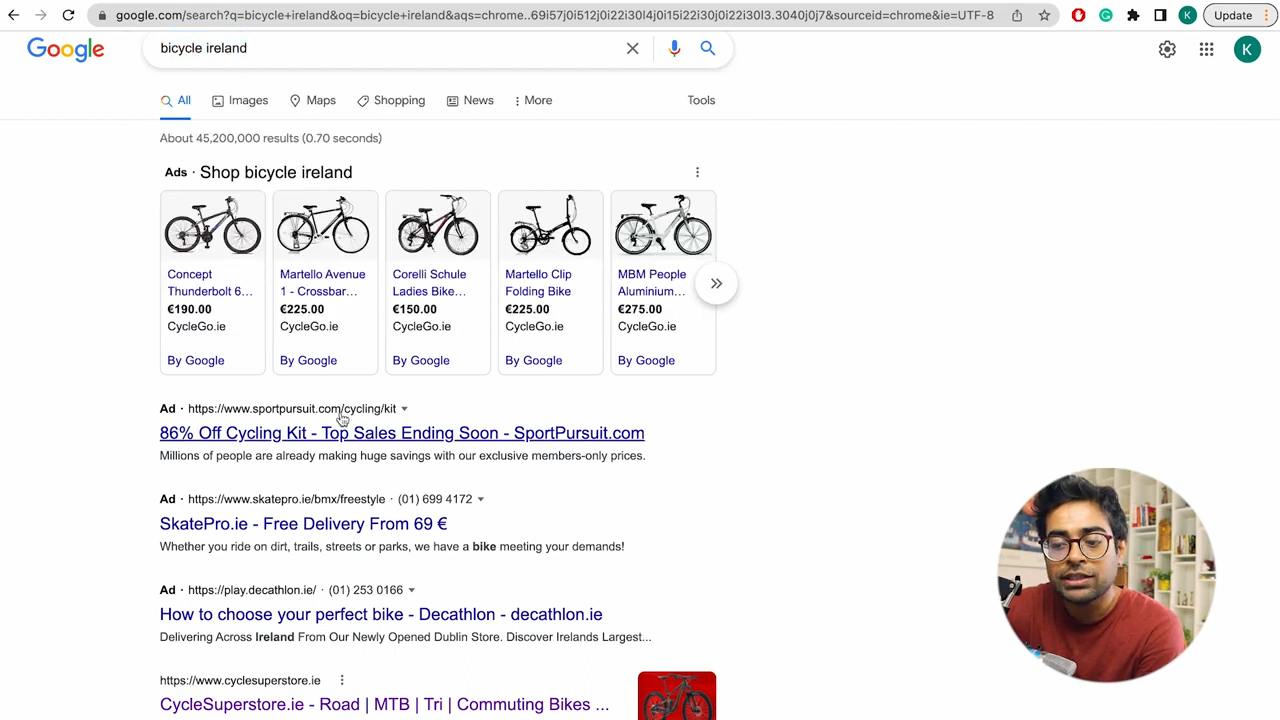 google.com/search?q=bicycle+ireland&oq=bicycle+ireland&aqs=chrome..69i57j0i512j0i22i30l4j0i15i22i30j0i22i30l3.3040j0j7&sourceid=chrome&ie=UTF-8
K
Update
Google
bicycle ireland
K
All
Images
Maps
Shopping
News
More
Tools
About 45,200,000 results (0.70 seconds)
Ads · Shop bicycle ireland
Concept
Thunderbolt 6...
€190.00
CycleGo.ie
By Google
Martello Avenue
1 - Crossbar...
€225.00
CycleGo.ie
By Google
Corelli Schule
Ladies Bike...
€150.00
CycleGo.ie
By Google
Martello Clip
Folding Bike
€225.00
CycleGo.ie
By Google
MBM People
Aluminium...
€275.00
CycleGo.ie
By Google
Ad · https://www.sportpursuit.com/cycling/kit
86% Off Cycling Kit - Top Sales Ending Soon - SportPursuit.com
Millions of people are already making huge savings with our exclusive members-only prices.
Ad · https://www.skatepro.ie/bmx/freestyle · (01) 699 4172
SkatePro.ie - Free Delivery From 69 €
Whether you ride on dirt, trails, streets or parks, we have a bike meeting your demands!
Ad · https://play.decathlon.ie/ · (01) 253 0166
How to choose your perfect bike - Decathlon - decathlon.ie
Delivering Across Ireland From Our Newly Opened Dublin Store. Discover Irelands Largest...
https://www.cyclesuperstore.ie
CycleSuperstore.ie - Road | MTB | Tri | Commuting Bikes ...